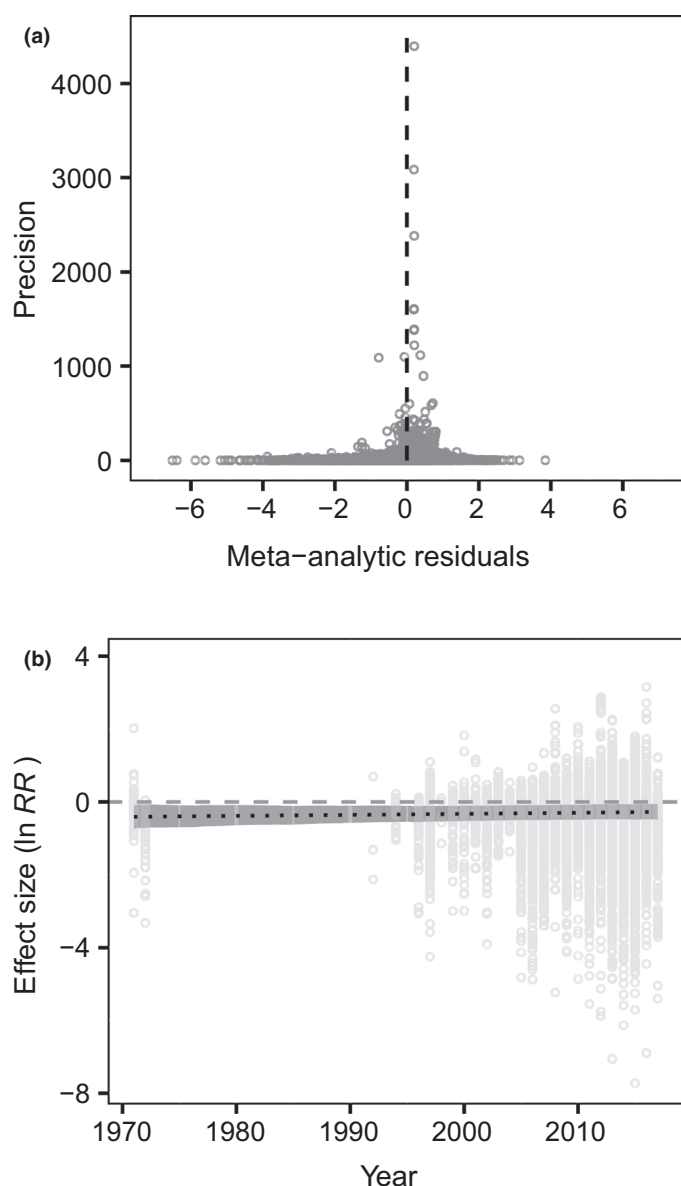 (a)
4000
3000
2000
1000
0
Precision
−6 −4 −2 0 2 4 6
Meta−analytic residuals
(b)
4
0
−4
−8
Effect size (ln RR )
1970 1980 1990 2000 2010
Year